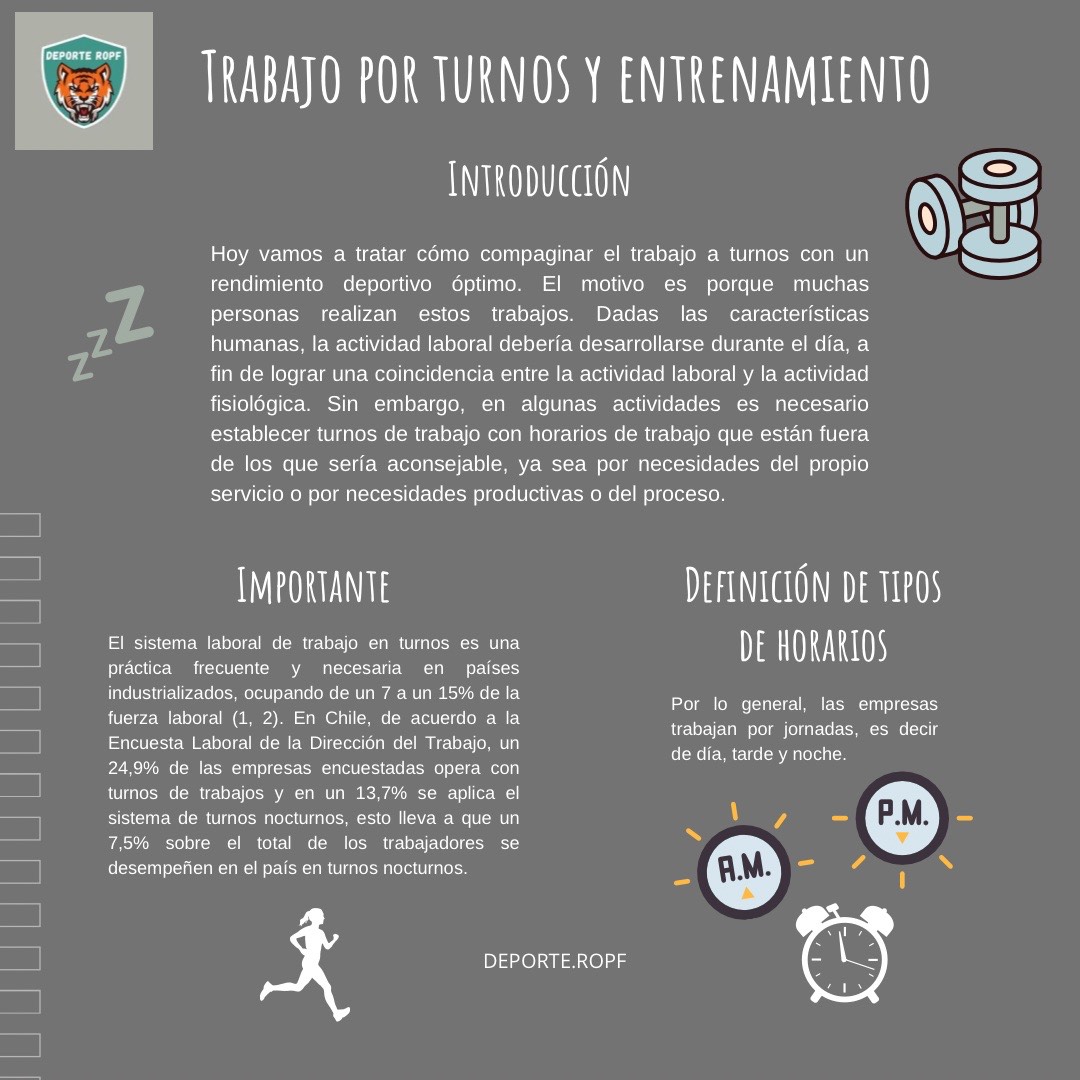 DEPORTE ROPF
Trabajo por turnos y entrenamiento
Introducción
Hoy vamos a tratar cómo compaginar el trabajo a turnos con un
rendimiento deportivo óptimo. El motivo es porque muchas
personas realizan estos trabajos. Dadas las características
humanas, la actividad laboral debería desarrollarse durante el día, a
fin de lograr una coincidencia entre la actividad laboral y la actividad
fisiológica. Sin embargo, en algunas actividades es necesario
establecer turnos de trabajo con horarios de trabajo que están fuera
de los que sería aconsejable, ya sea por necesidades del propio
servicio o por necesidades productivas o del proceso.
zzZ
Importante
El sistema laboral de trabajo en turnos es una
práctica frecuente y necesaria en países
industrializados, ocupando de un 7 a un 15% de la
fuerza laboral (1, 2). En Chile, de acuerdo a la
Encuesta Laboral de la Dirección del Trabajo, un
24,9% de las empresas encuestadas opera con
turnos de trabajos y en un 13,7% se aplica el
sistema de turnos nocturnos, esto lleva a que un
7,5% sobre el total de los trabajadores se
desempeñen en el país en turnos nocturnos.
Definición de tipos
de horarios
Por lo general, las empresas
trabajan por jornadas, es decir
de día, tarde y noche.
P.M.
A.M.
DEPORTE.ROPF